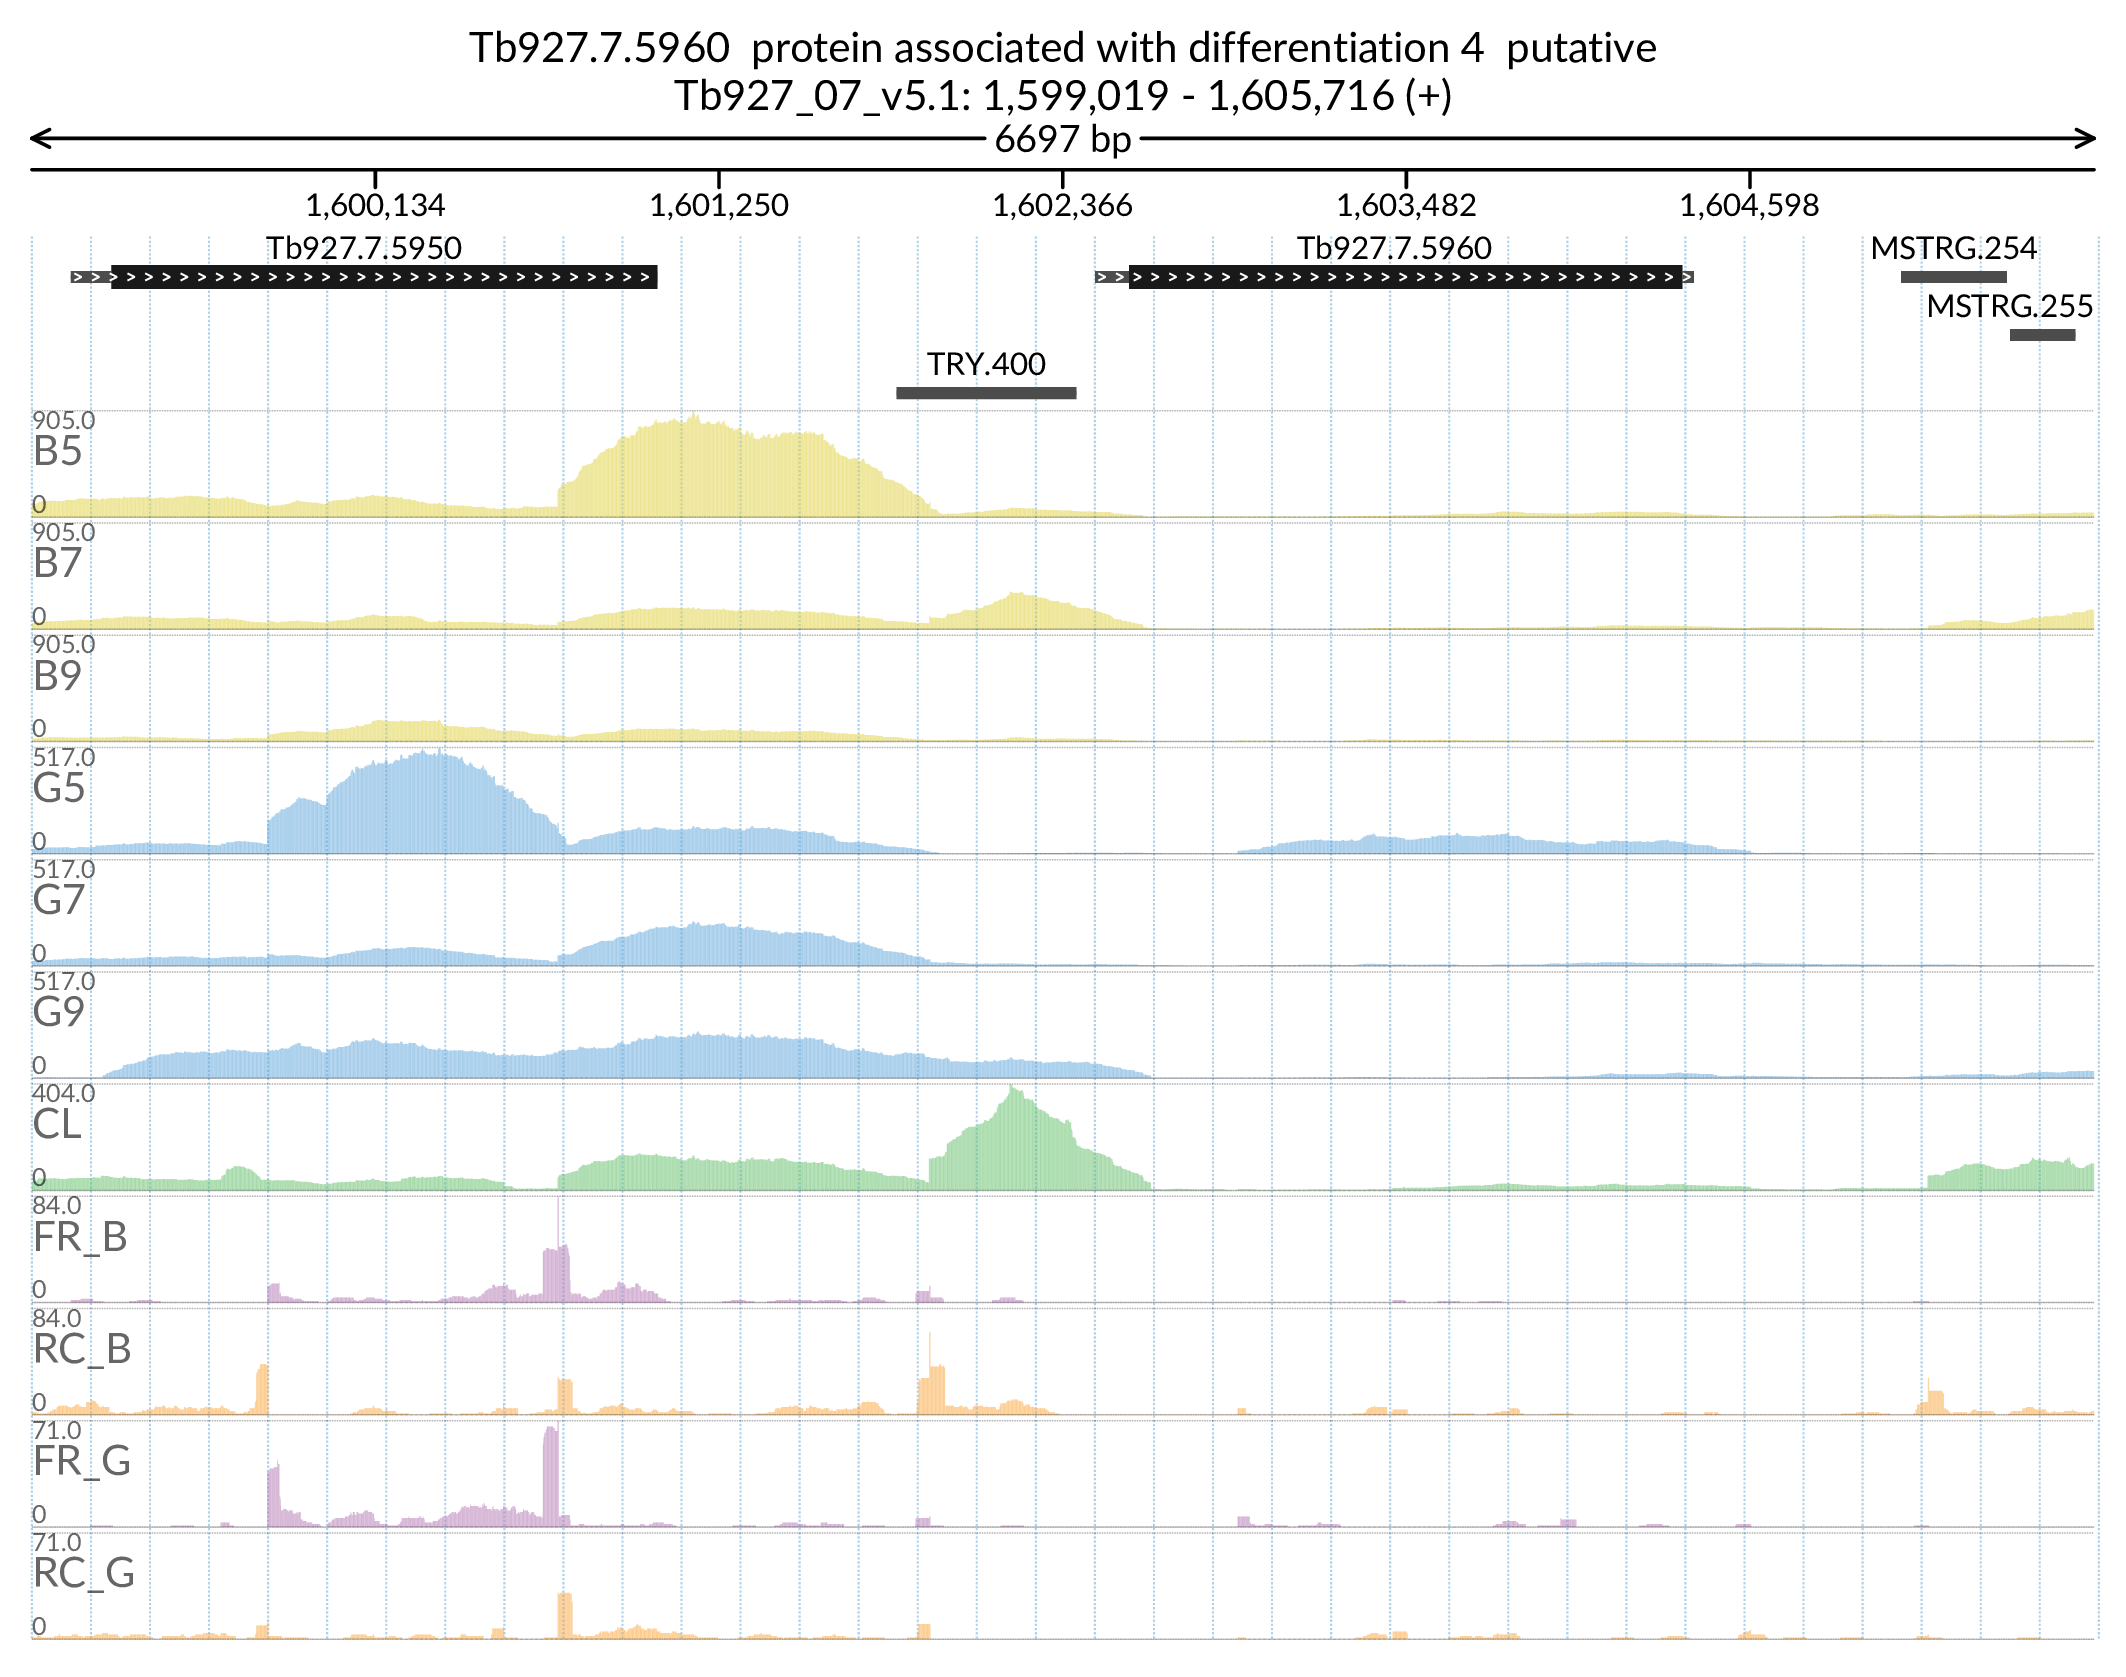 Tb927.7.5960  protein associated with differentiation 4  putative
Tb927_07_v5.1: 1,599,019 - 1,605,716 (+)
6697 bp
1,600,134 1,601,250 1,602,366 1,603,482 1,604,598
Tb927.7.5950 Tb927.7.5960 MSTRG.254
MSTRG.255
TRY.400
905.0
B5
0
905.0
B7
0
905.0
B9
0
517.0
G5
0
517.0
G7
0
517.0
G9
0
404.0
CL
0
84.0
FR_B
0
84.0
RC_B
0
71.0
FR_G
0
71.0
RC_G
0